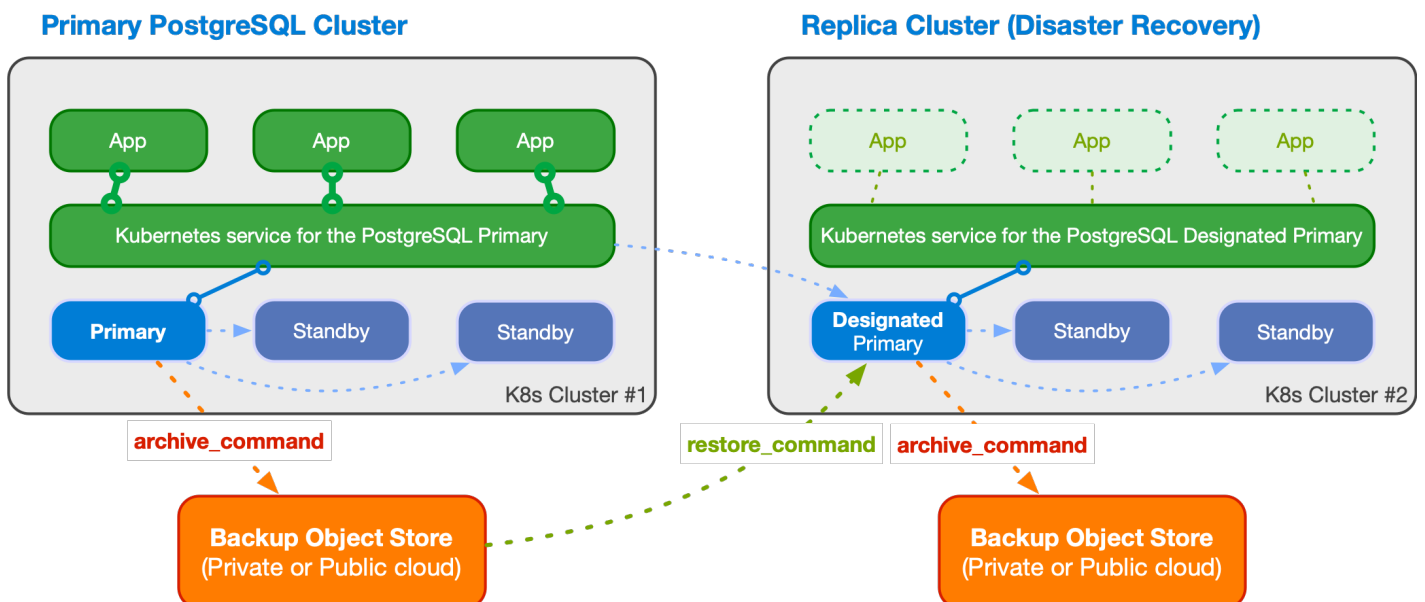 Primary PostgreSQL Cluster
Replica Cluster (Disaster Recovery)
App
App
App
Kubernetes service for the PostgreSQL Primary
Primary
Standby
Standby
K8s Cluster #1
App
App
App
Kubernetes service for the PostgreSQL Designated Primary
Designated
Primary
Standby
Standby
K8s Cluster #2
archive_command
restore_command
archive_command
Backup Object Store
(Private or Public cloud)
Backup Object Store
(Private or Public cloud)